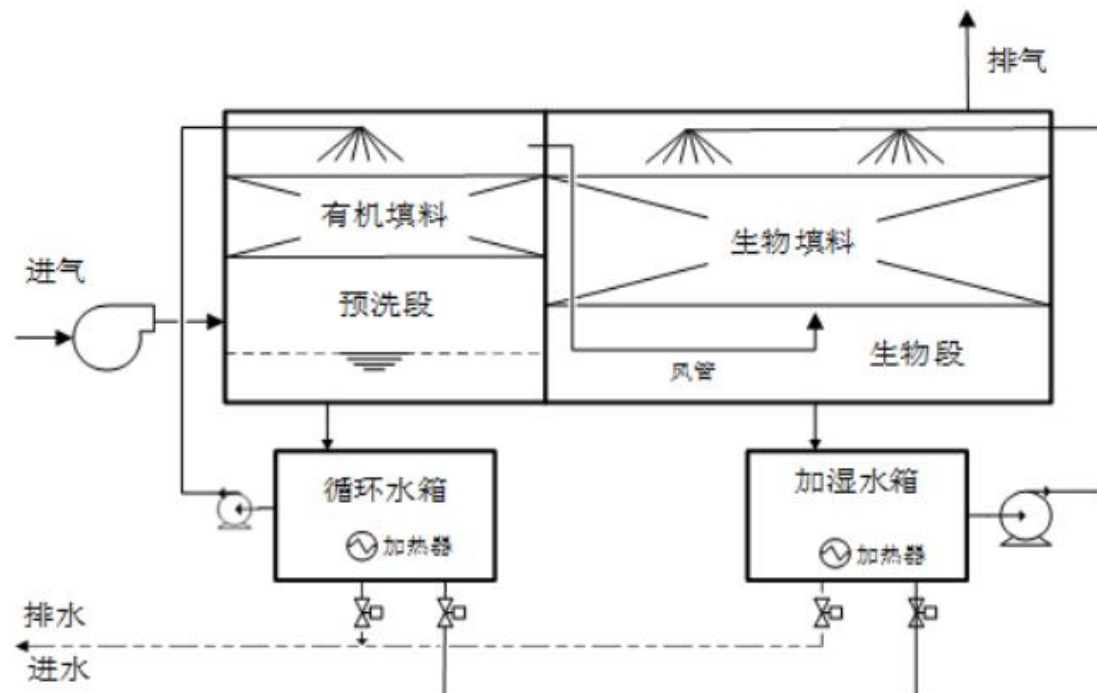 排气
有机填料
生物填料
进气
预洗段
生物段
风管
循环水箱
加湿水箱
加热器
加热器
排水
进水